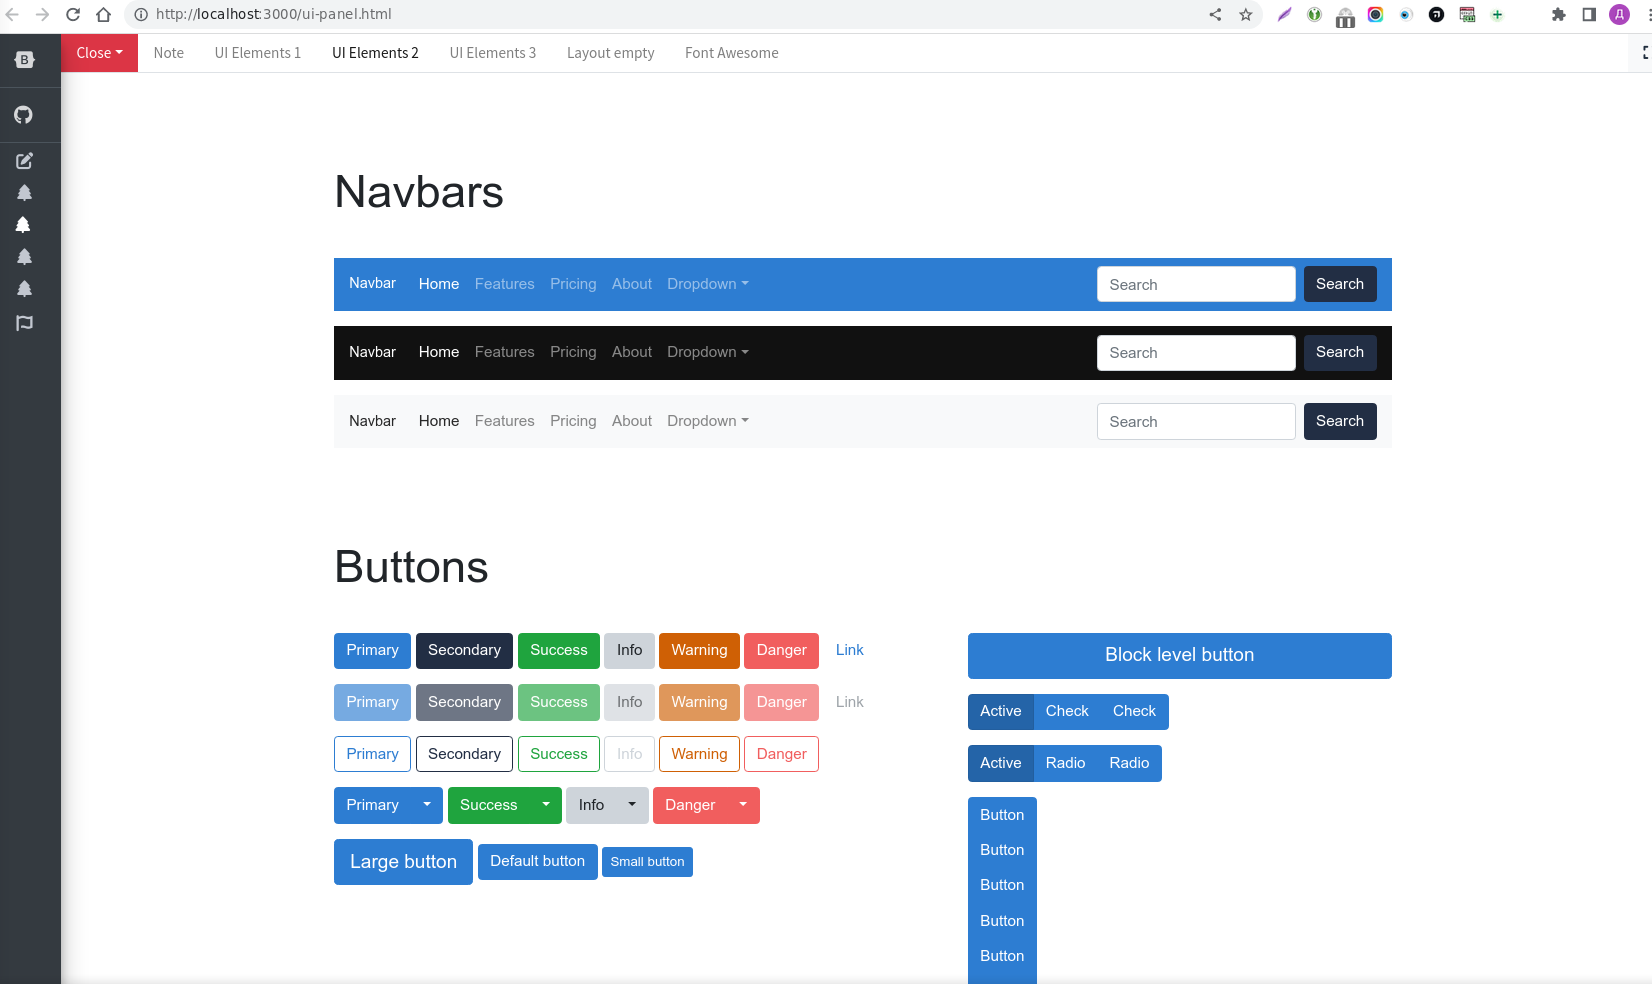 http://localhost:3000/ui-panel.html
Д
B
Close Note UI Elements 1 UI Elements 2 UI Elements 3 Layout empty Font Awesome
Navbars
Navbar Home Features Pricing About Dropdown Search Search
Navbar Home Features Pricing About Dropdown Search Search
Navbar Home Features Pricing About Dropdown Search Search
Buttons
Primary Secondary Success Info Warning Danger Link
Primary Secondary Success Info Warning Danger Link
Primary Secondary Success Info Warning Danger
Primary Success Info Danger
Large button Default button Small button
Block level button
Active Check Check
Active Radio Radio
Button
Button
Button
Button
Button